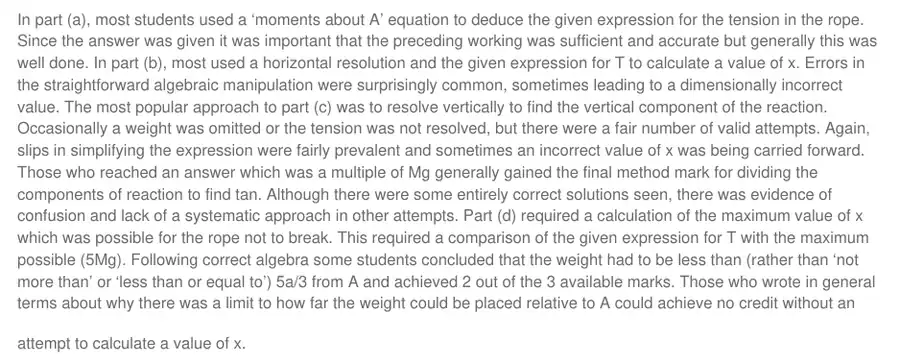 In part (a), most students used a ‘moments about A’ equation to deduce the given expression for the tension in the rope.
Since the answer was given it was important that the preceding working was sufficient and accurate but generally this was
well done. In part (b), most used a horizontal resolution and the given expression for T to calculate a value of x. Errors in
the straightforward algebraic manipulation were surprisingly common, sometimes leading to a dimensionally incorrect
value. The most popular approach to part (c) was to resolve vertically to find the vertical component of the reaction.
Occasionally a weight was omitted or the tension was not resolved, but there were a fair number of valid attempts. Again,
slips in simplifying the expression were fairly prevalent and sometimes an incorrect value of x was being carried forward.
Those who reached an answer which was a multiple of Mg generally gained the final method mark for dividing the
components of reaction to find tan. Although there were some entirely correct solutions seen, there was evidence of
confusion and lack of a systematic approach in other attempts. Part (d) required a calculation of the maximum value of x
which was possible for the rope not to break. This required a comparison of the given expression for T with the maximum
possible (5Mg). Following correct algebra some students concluded that the weight had to be less than (rather than ‘not
more than’ or ‘less than or equal to’) 5a/3 from A and achieved 2 out of the 3 available marks. Those who wrote in general
terms about why there was a limit to how far the weight could be placed relative to A could achieve no credit without an
attempt to calculate a value of x.